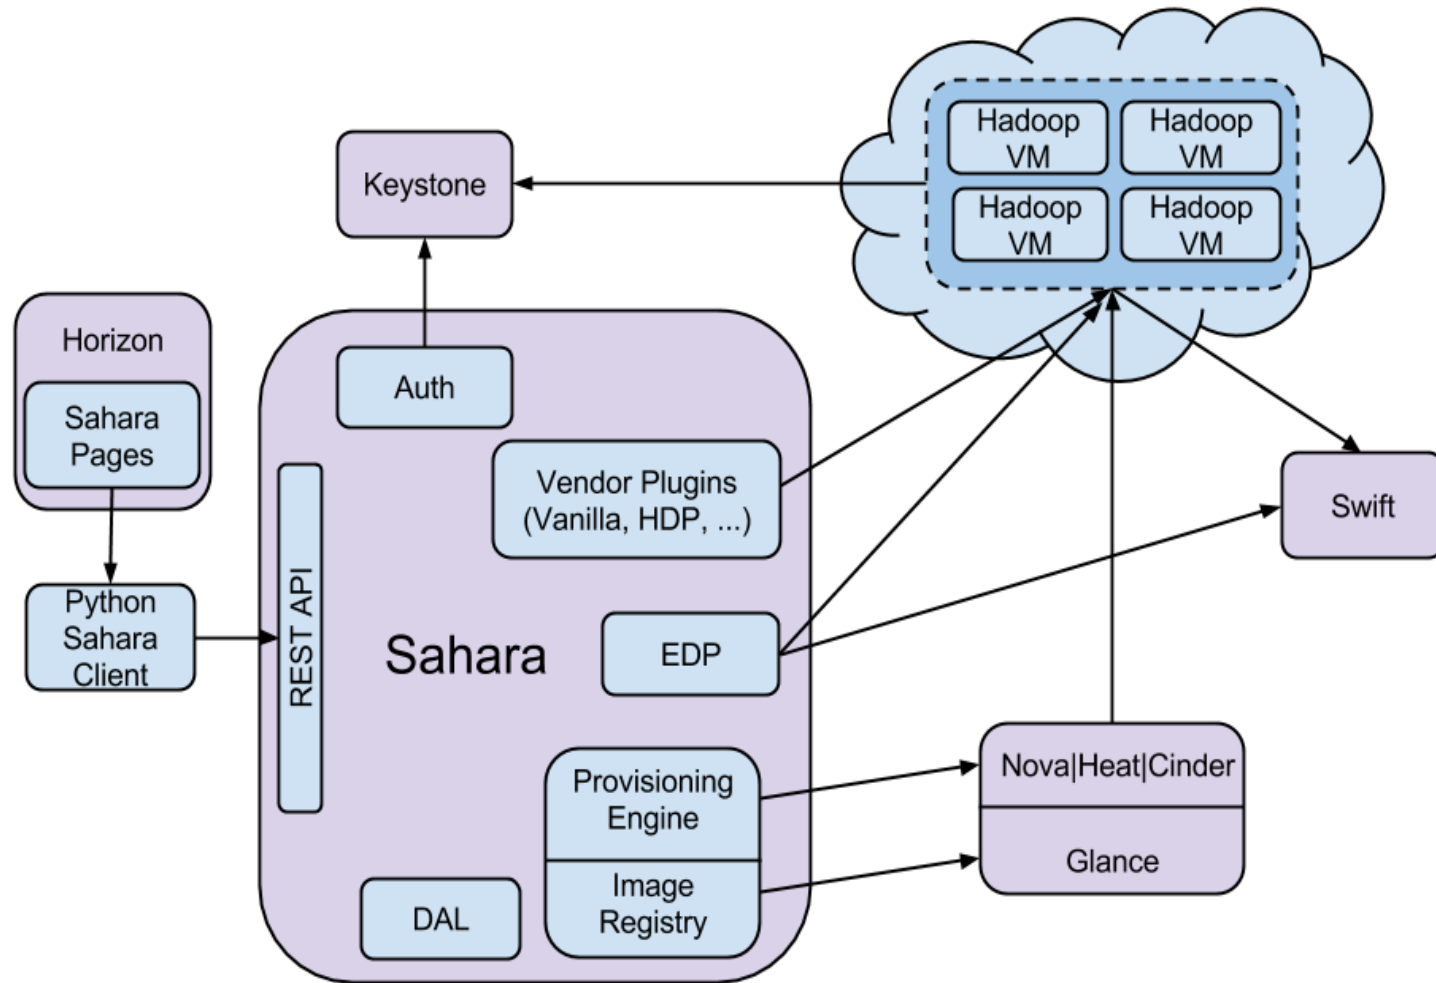 Hadoop
VM
Hadoop
VM
Hadoop
VM
Hadoop
VM
Keystone
Horizon
Sahara
Pages
Python
Sahara
Client
REST API
Auth
Vendor Plugins
(Vanilla, HDP, ...)
Sahara
EDP
Provisioning
Engine
Image
Registry
DAL
Swift
Nova|Heat|Cinder
Glance